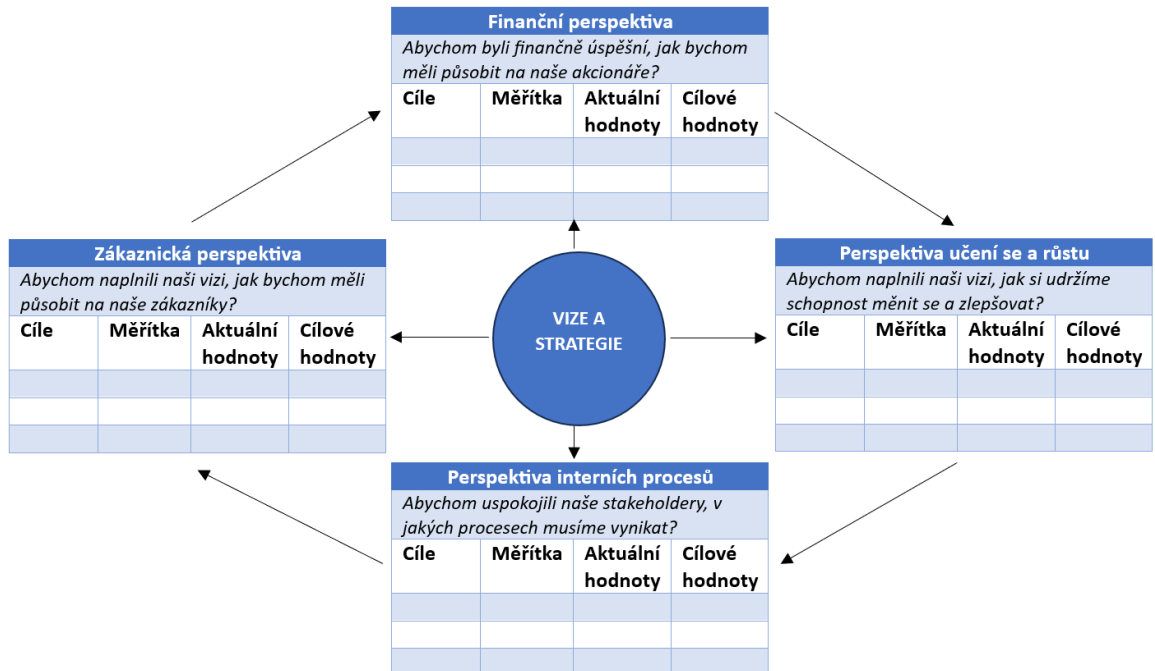 Finanční perspektiva
Abychom byli finančně úspěšní, jak bychom
měli působit na naše akcionáře?
Cíle Měřítka Aktuální Cílové
hodnoty hodnoty
Zákaznická perspektiva
Abychom naplnili naši vizi, jak bychom měli
působit na naše zákazníky?
Cíle Měřítka Aktuální Cílové
hodnoty hodnoty
VIZE A
STRATEGIE
Perspektiva učení se a růstu
Abychom naplnili naši vizi, jak si udržíme
schopnost měnit se a zlepšovat?
Cíle Měřítka Aktuální Cílové
hodnoty hodnoty
Perspektiva interních procesů
Abychom uspokojili naše stakeholdery, v
jakých procesech musíme vynikat?
Cíle Měřítka Aktuální Cílové
hodnoty hodnoty